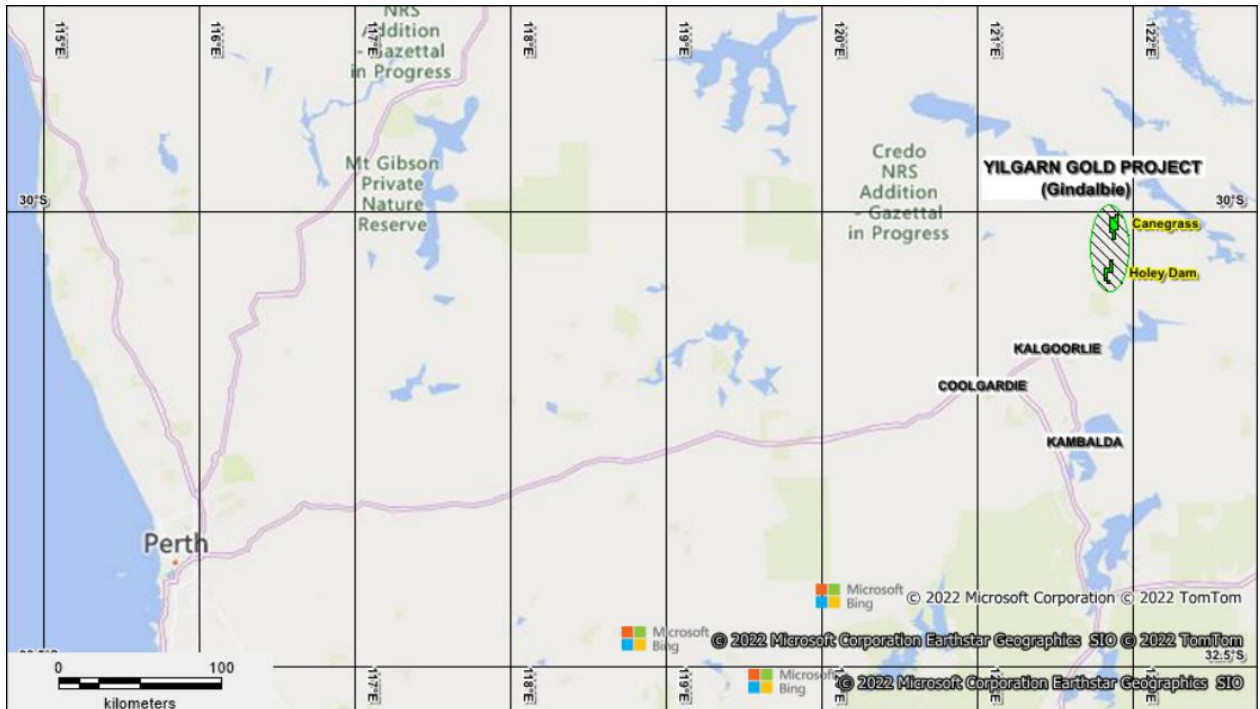 NRS
Addition
- Gazettal
in Progress
115°E
116°E
117°E
118°E
119°E
120°E
121°E
122°E
Mt Gibson
Private
Nature
Reserve
Credo
NRS
Addition
- Gazettal
in Progress
YILGARN GOLD PROJECT
(Gindalbie)
30°S
30°S
Canegrass
Holey Dam
KALGOORLIE
COOLGARDIE
KAMBALDA
Perth
Microsoft
Bing
© 2022 Microsoft Corporation © 2022 TomTom
Microsoft
Bing
© 2022 Microsoft Corporation Earthstar Geographics SIO © 2022 TomTom
32.5°S
0 100
kilometers
117°E
118°E
119°E
Microsoft
Bing
© 2022 Microsoft Corporation Earthstar Geographics SIO